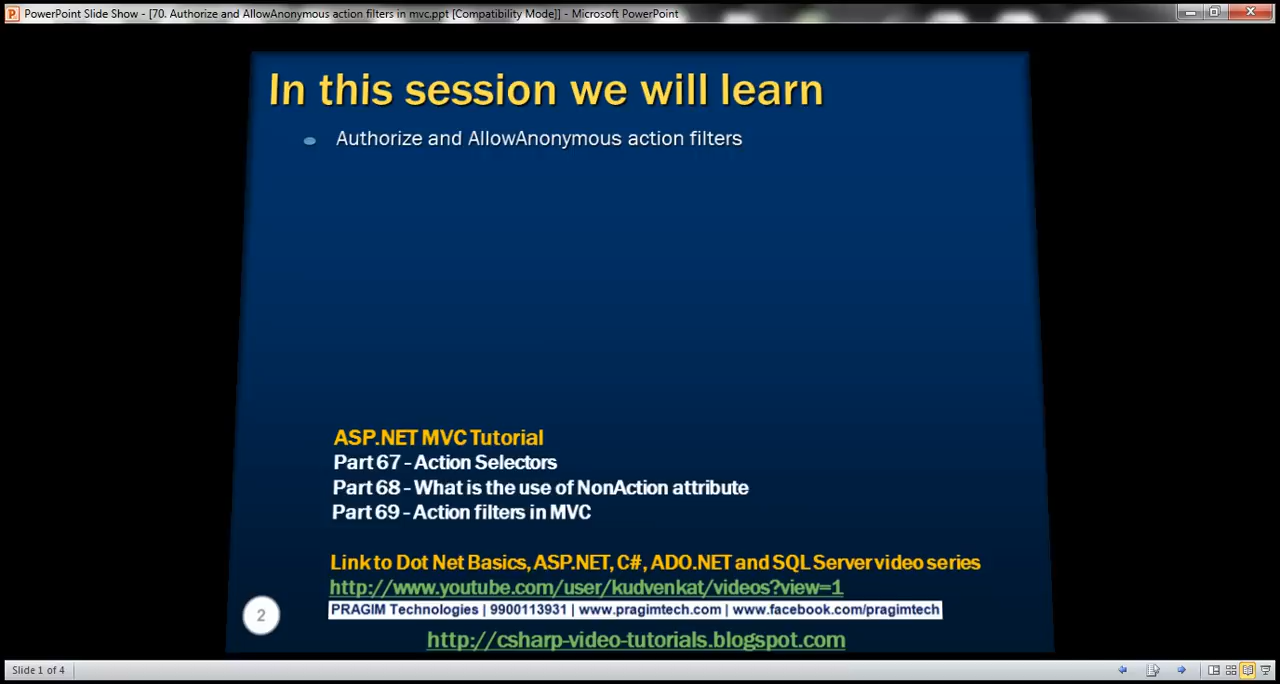 PowerPoint Slide Show - [70. Authorize and AllowAnonymous action filters in mvc.ppt [Compatibility Mode]] - Microsoft PowerPoint
In this session we will learn
Authorize and AllowAnonymous action filters
ASP.NET MVC Tutorial
Part 67 - Action Selectors
Part 68 - What is the use of NonAction attribute
Part 69 - Action filters in MVC
Link to Dot Net Basics, ASP.NET, C#, ADO.NET and SQL Server video series
http://www.youtube.com/user/kudvenkat/videos?view=1
PRAGIM Technologies | 9900113931 | www.pragimtech.com | www.facebook.com/pragimtech
2
http://csharp-video-tutorials.blogspot.com
Slide 1 of 4